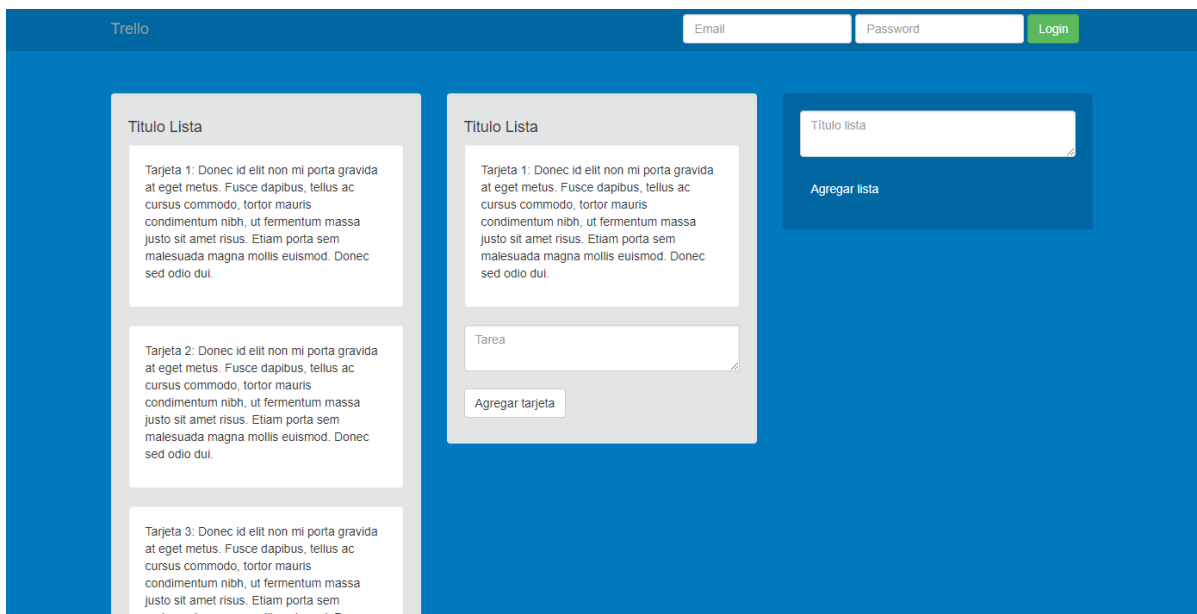 Trello
Email
Password
Login
Titulo Lista
Tarjeta 1: Donec id elit non mi porta gravida
at eget metus. Fusce dapibus, tellus ac
cursus commodo, tortor mauris
condimentum nibh, ut fermentum massa
justo sit amet risus. Etiam porta sem
malesuada magna mollis euismod. Donec
sed odio dui.
Tarjeta 2: Donec id elit non mi porta gravida
at eget metus. Fusce dapibus, tellus ac
cursus commodo, tortor mauris
condimentum nibh, ut fermentum massa
justo sit amet risus. Etiam porta sem
malesuada magna mollis euismod. Donec
sed odio dui.
Tarjeta 3: Donec id elit non mi porta gravida
at eget metus. Fusce dapibus, tellus ac
cursus commodo, tortor mauris
condimentum nibh, ut fermentum massa
justo sit amet risus. Etiam porta sem
Titulo Lista
Tarjeta 1: Donec id elit non mi porta gravida
at eget metus. Fusce dapibus, tellus ac
cursus commodo, tortor mauris
condimentum nibh, ut fermentum massa
justo sit amet risus. Etiam porta sem
malesuada magna mollis euismod. Donec
sed odio dui.
Tarea
Agregar tarjeta
Título lista
Agregar lista